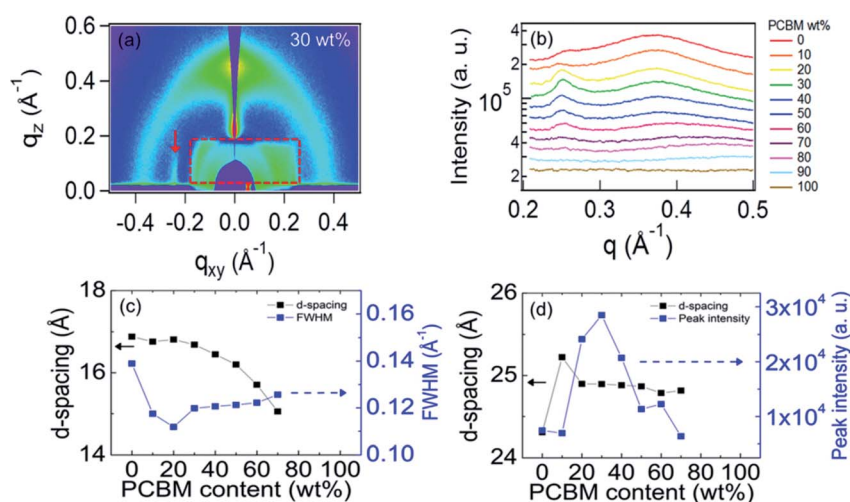 (a) 30 wt%
0.6
0.4
0.2
0.0
qz (Å-1)
-0.4 -0.2 0.0 0.2 0.4
qxy (Å-1)
(b)
4
2
10^5
4
2
Intensity (a. u.)
0.2 0.3 0.4 0.5
q (Å-1)
PCBM wt%
0
10
20
30
40
50
60
70
80
90
100
(c)
d-spacing
FWHM
18
16
14
d-spacing (Å)
0.16
0.14
0.12
0.10
FWHM (Å-1)
0 20 40 60 80 100
PCBM content (wt%)
(d)
d-spacing
Peak intensity
26
25
24
d-spacing (Å)
3x10^4
2x10^4
1x10^4
Peak intensity (a. u.)
0 20 40 60 80 100
PCBM content (wt%)